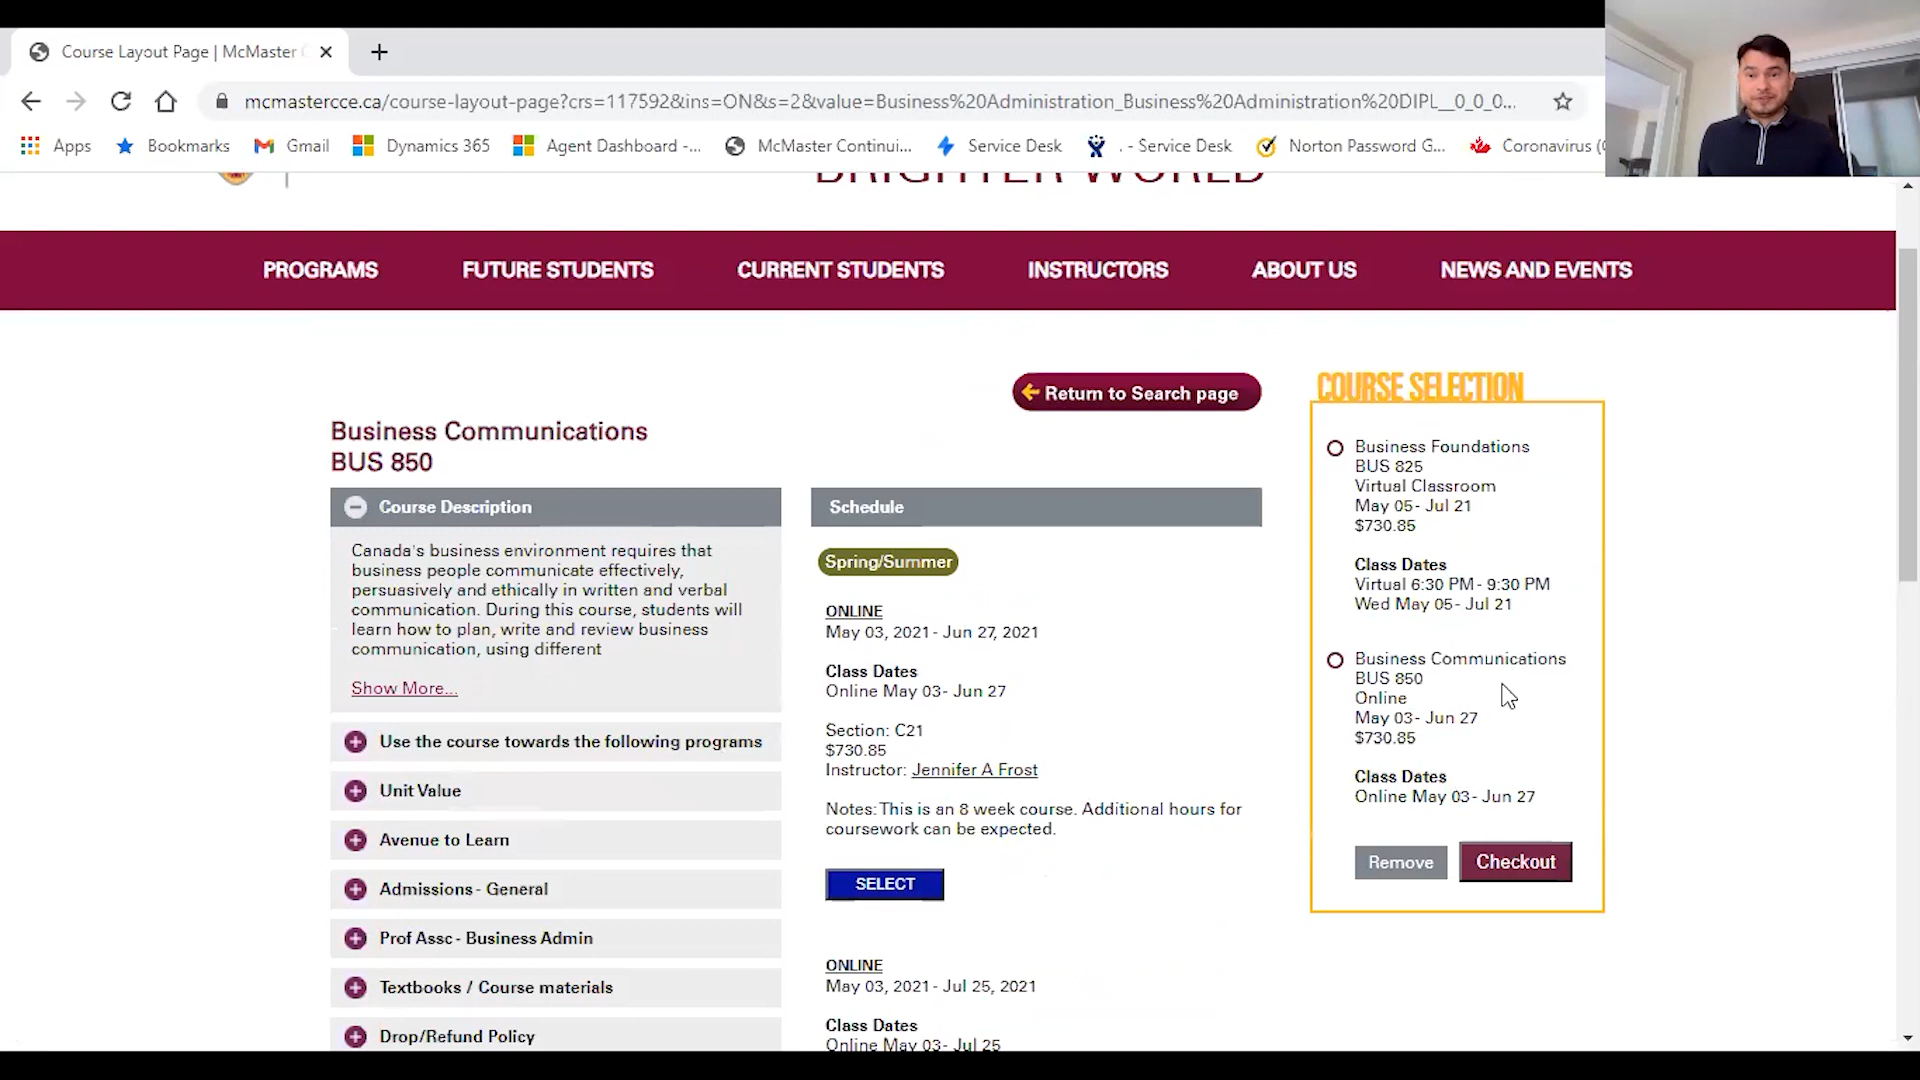 Course Layout Page | McMaster C
mcmastercce.ca/course-layout-page?crs=117592&ins=ON&s=2&value=Business%20Administration_Business%20Administration%20DIPL__0_0_0...
Apps
Bookmarks
Gmail
Dynamics 365
Agent Dashboard -...
McMaster Continui...
Service Desk
. - Service Desk
Norton Password G...
Coronavirus (
BRIGHTER WORLD
PROGRAMS
FUTURE STUDENTS
CURRENT STUDENTS
INSTRUCTORS
ABOUT US
NEWS AND EVENTS
Return to Search page
Business Communications
BUS 850
Course Description
Canada's business environment requires that
business people communicate effectively,
persuasively and ethically in written and verbal
communication. During this course, students will
learn how to plan, write and review business
communication, using different
Show More...
Use the course towards the following programs
Unit Value
Avenue to Learn
Admissions - General
Prof Assc - Business Admin
Textbooks / Course materials
Drop/Refund Policy
Schedule
Spring/Summer
ONLINE
May 03, 2021 - Jun 27, 2021
Class Dates
Online May 03 - Jun 27
Section: C21
$730.85
Instructor: Jennifer A Frost
Notes: This is an 8 week course. Additional hours for
coursework can be expected.
SELECT
ONLINE
May 03, 2021 - Jul 25, 2021
Class Dates
Online May 03 - Jul 25
COURSE SELECTION
Business Foundations
BUS 825
Virtual Classroom
May 05 - Jul 21
$730.85
Class Dates
Virtual 6:30 PM - 9:30 PM
Wed May 05 - Jul 21
Business Communications
BUS 850
Online
May 03 - Jun 27
$730.85
Class Dates
Online May 03 - Jun 27
Remove
Checkout